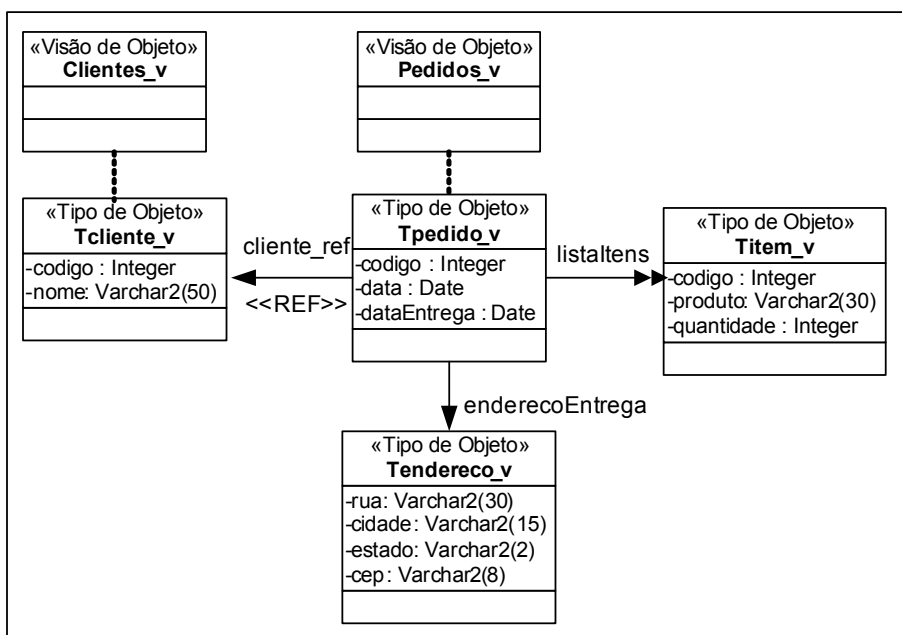 «Visão de Objeto»
Clientes_v
«Visão de Objeto»
Pedidos_v
«Tipo de Objeto»
Tcliente_v
-codigo : Integer
-nome: Varchar2(50)
cliente_ref
<<REF>>
«Tipo de Objeto»
Tpedido_v
-codigo : Integer
-data : Date
-dataEntrega : Date
listaItens
«Tipo de Objeto»
Titem_v
-codigo : Integer
-produto: Varchar2(30)
-quantidade : Integer
enderecoEntrega
«Tipo de Objeto»
Tendereco_v
-rua: Varchar2(30)
-cidade: Varchar2(15)
-estado: Varchar2(2)
-cep: Varchar2(8)